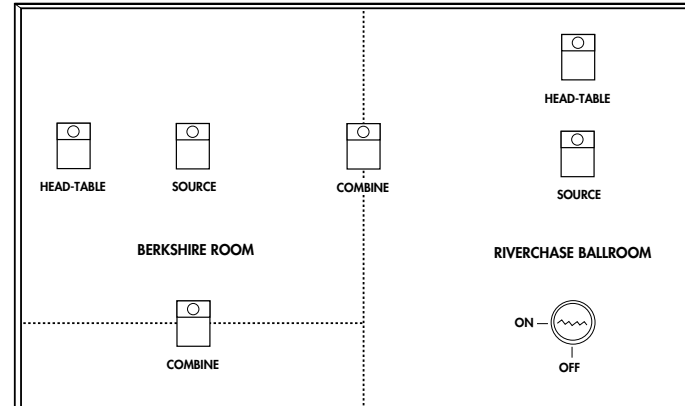 HEAD-TABLE
HEAD-TABLE
SOURCE
COMBINE
SOURCE
BERKSHIRE ROOM
RIVERCHASE BALLROOM
ON
COMBINE
OFF